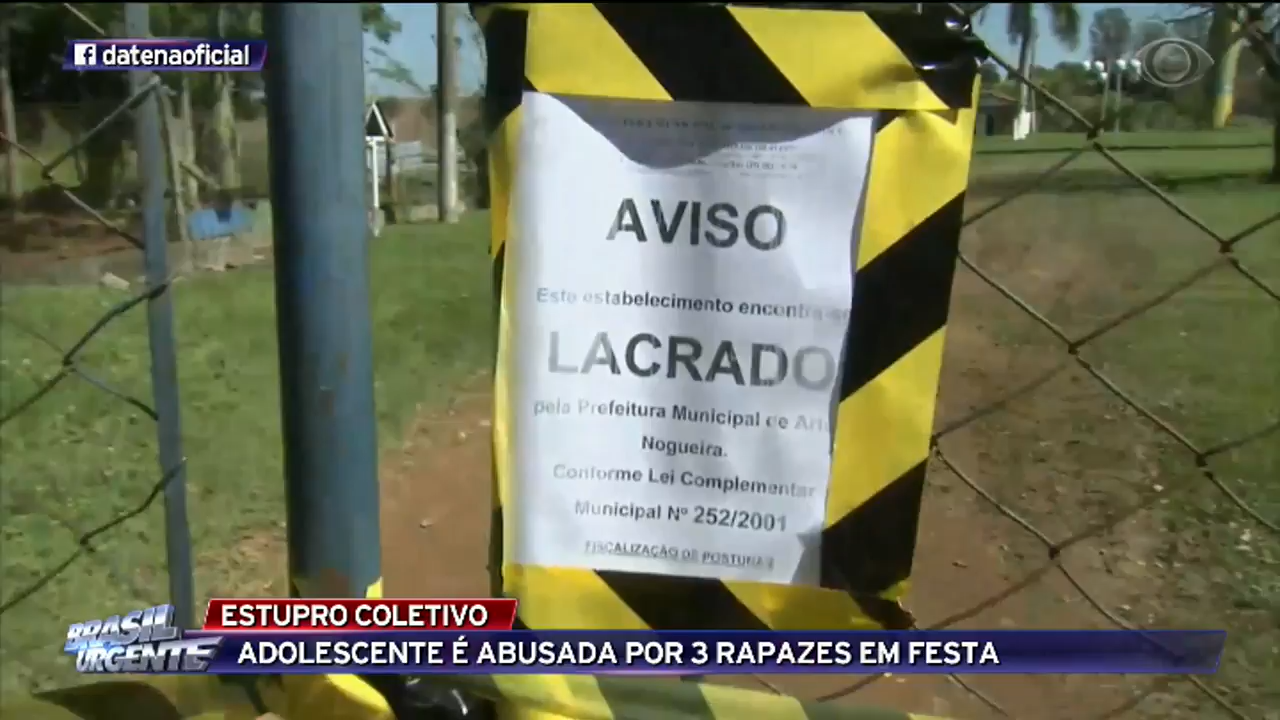 datenaoficial
AVISO
Este estabelecimento encontra-se
LACRADO
pela Prefeitura Municipal de
Nogueira.
Conforme Lei Complementar
Municipal Nº 252/2001
FISCALIZAÇÃO DE POSTURAS
BRASIL
URGENTE
ESTUPRO COLETIVO
ADOLESCENTE É ABUSADA POR 3 RAPAZES EM FESTA